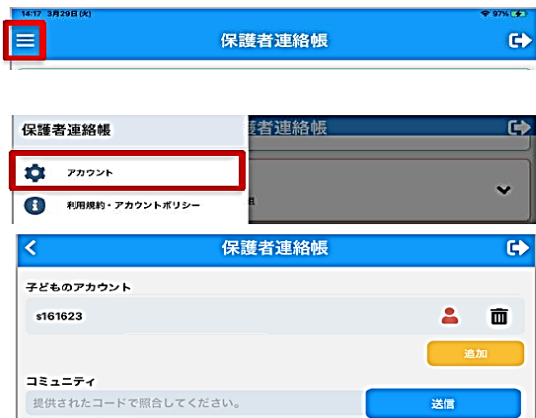 14:17 3月29日(火)
97%
保護者連絡帳
保護者連絡帳
者連絡帳
アカウント
利用規約・アカウントポリシー
保護者連絡帳
子どものアカウント
s161623
追加
コミュニティ
提供されたコードで照合してください。
送信